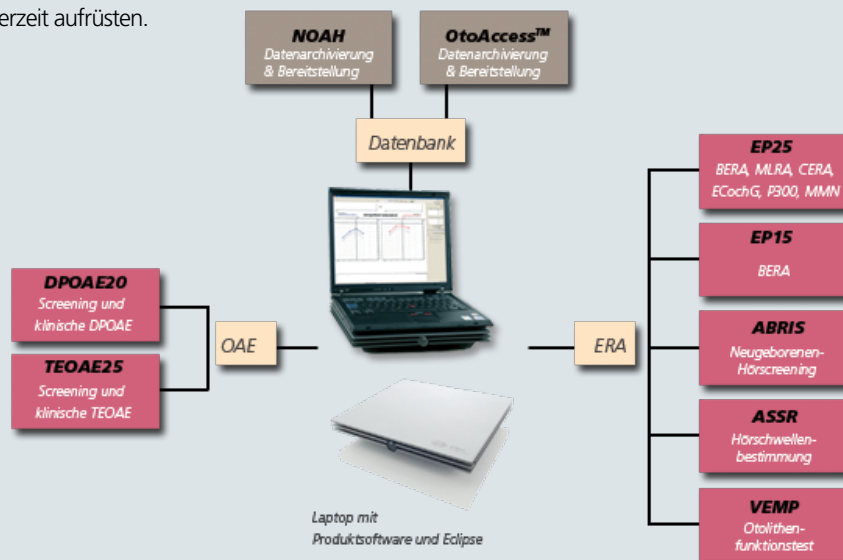 erzeit aufrüsten.
NOAH
Datenarchivierung
& Bereitstellung
OtoAccess™
Datenarchivierung
& Bereitstellung
Datenbank
EP25
BERA, MLRA, CERA,
ECochG, P300, MMN
EP15
BERA
DPOAE20
Screening und
klinische DPOAE
TEOAE25
Screening und
klinische TEOAE
OAE
ERA
ABRIS
Neugeborenen-
Hörscreening
ASSR
Hörschwellen-
bestimmung
VEMP
Otolithen-
funktionstest
Laptop mit
Produktsoftware und Eclipse